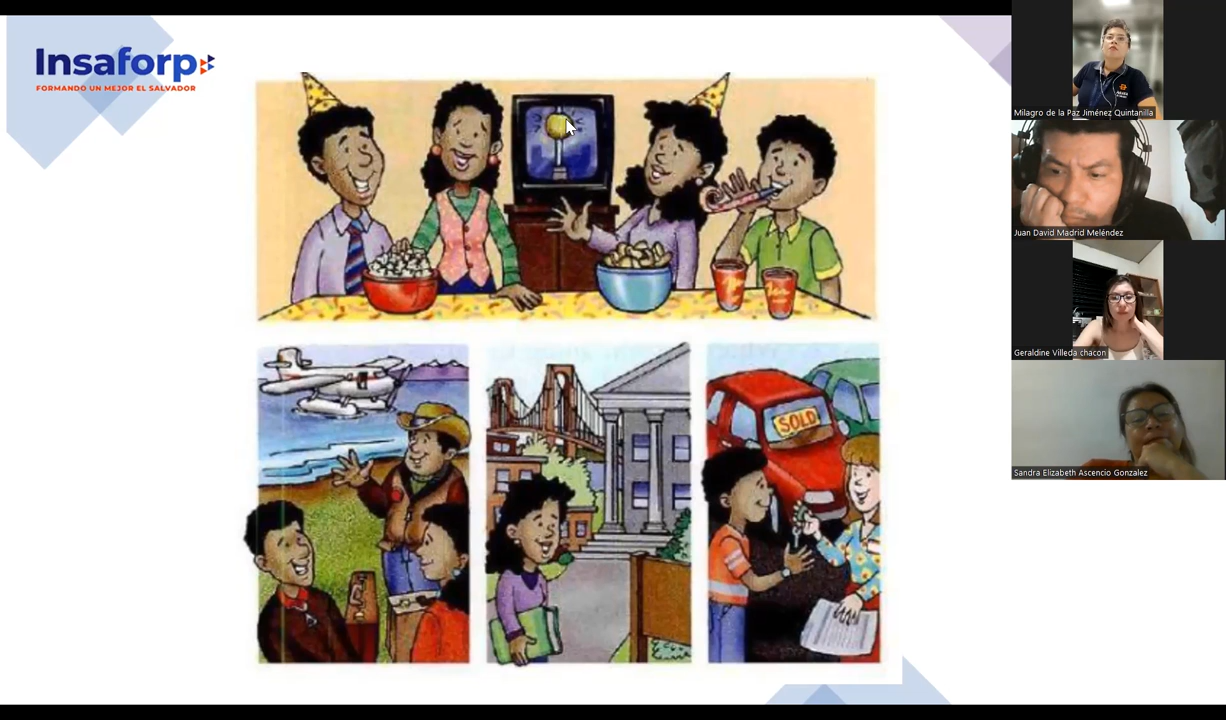 Insaforp
FORMANDO UN MEJOR EL SALVADOR
SOLD
Milagro de la Paz Jiménez Quintanilla
Juan David Madrid Meléndez
Geraldine Villeda chacon
Sandra Elizabeth Ascencio Gonzalez